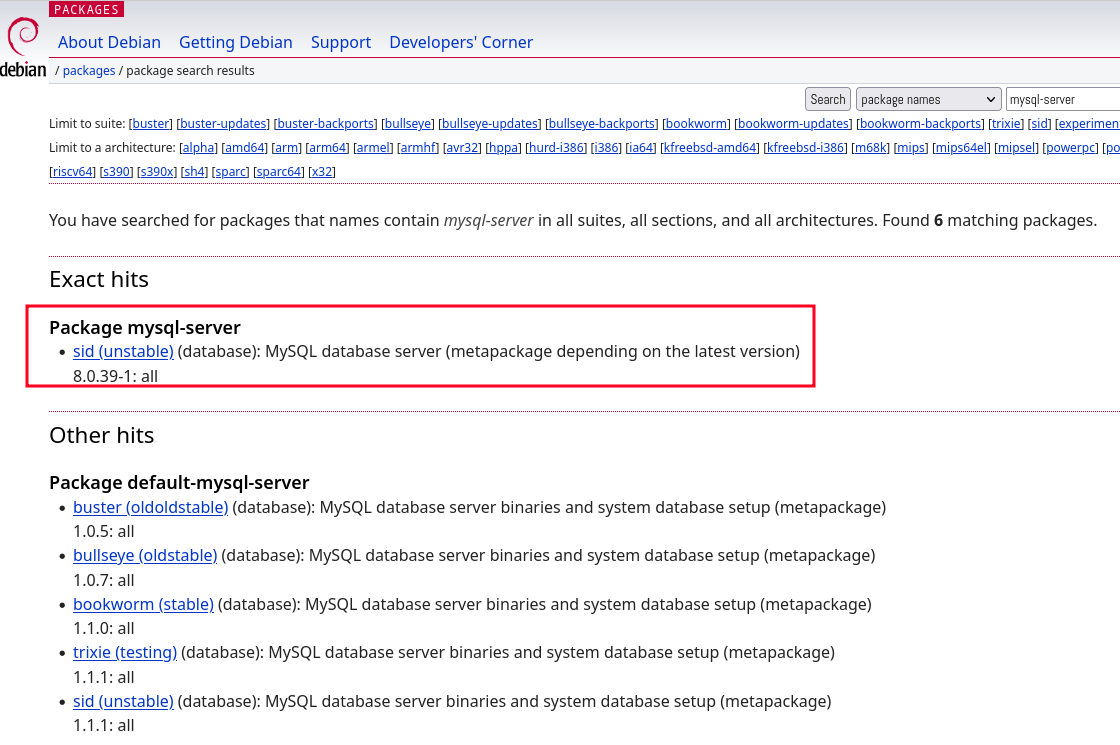 PACKAGES
debian
About Debian Getting Debian Support Developers' Corner
/ packages / package search results
Search package names mysql-server
Limit to suite: [buster] [buster-updates] [buster-backports] [bullseye] [bullseye-updates] [bullseye-backports] [bookworm] [bookworm-updates] [bookworm-backports] [trixie] [sid] [experimen
Limit to a architecture: [alpha] [amd64] [arm] [arm64] [armel] [armhf] [avr32] [hppa] [hurd-i386] [i386] [ia64] [kfreebsd-amd64] [kfreebsd-i386] [m68k] [mips] [mips64el] [mipsel] [powerpc] [po
[riscv64] [s390] [s390x] [sh4] [sparc] [sparc64] [x32]
You have searched for packages that names contain mysql-server in all suites, all sections, and all architectures. Found 6 matching packages.
Exact hits
Package mysql-server
• sid (unstable) (database): MySQL database server (metapackage depending on the latest version)
8.0.39-1: all
Other hits
Package default-mysql-server
• buster (oldoldstable) (database): MySQL database server binaries and system database setup (metapackage)
1.0.5: all
• bullseye (oldstable) (database): MySQL database server binaries and system database setup (metapackage)
1.0.7: all
• bookworm (stable) (database): MySQL database server binaries and system database setup (metapackage)
1.1.0: all
• trixie (testing) (database): MySQL database server binaries and system database setup (metapackage)
1.1.1: all
• sid (unstable) (database): MySQL database server binaries and system database setup (metapackage)
1.1.1: all